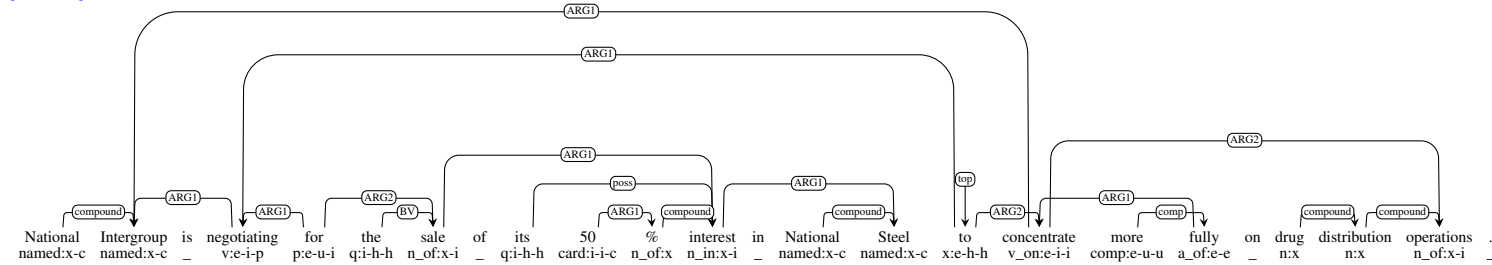 ARG1
ARG1
ARG2
ARG1
poss
top
ARG1
ARG1 ARG2 ARG1
compound ARG1 BV ARG1 compound compound ARG2 comp compound compound
National Intergroup is negotiating for the sale of its 50 % interest in National Steel to concentrate more fully on drug distribution operations .
named:x-c named:x-c _ v:e-i-p p:e-u-i q:i-h-h n_of:x-i _ q:i-h-h card:i-i-c n_of:x n_in:x-i _ named:x-c named:x-c x:e-h-h v_on:e-i-i comp:e-u-u a_of:e-e _ n:x n:x n_of:x-i _